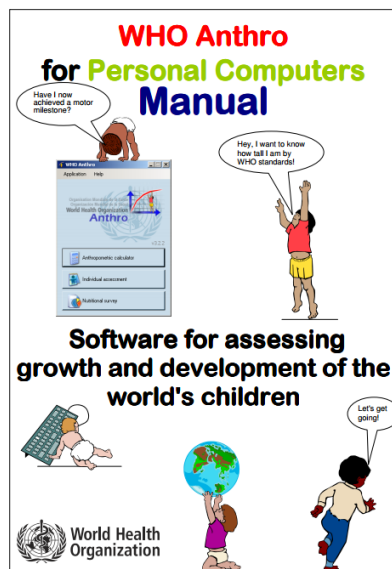 WHO Anthro
for Personal Computers
Manual
Have I now
achieved a motor
milestone?
Hey, I want to know
how tall I am by
WHO standards!
WHO Anthro
Application Help
World Health Organization
Anthro
Anthropometric calculator
Individual assessment
Nutritional survey
Software for assessing
growth and development of the
world's children
Let's get
going!
World Health
Organization